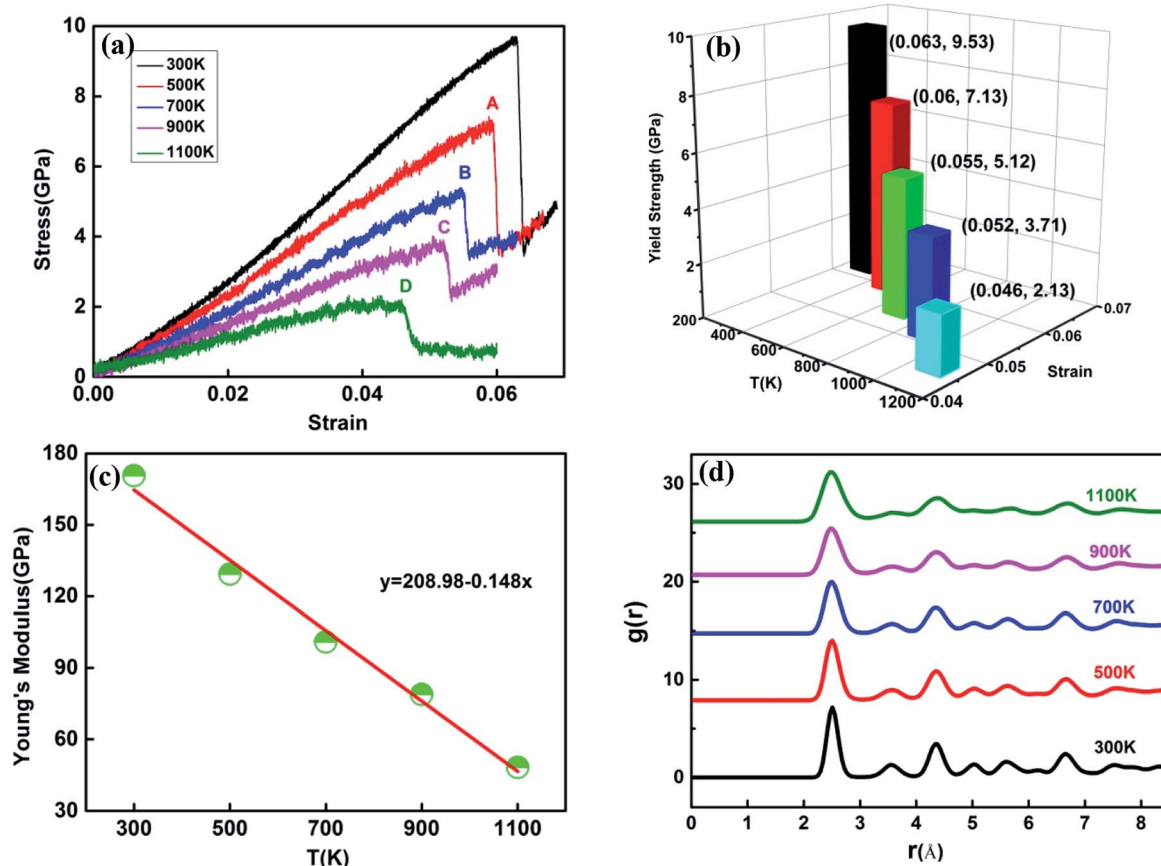 (a)
10
8
6
4
2
0
0.00 0.02 0.04 0.06
Stress(GPa)
Strain
300K
500K
700K
900K
1100K
A
B
C
D
(b)
10
8
6
4
2
200
400
600
800
1000
1200
0.04
0.05
0.06
0.07
Yield Strength (GPa)
T(K)
Strain
(0.063, 9.53)
(0.06, 7.13)
(0.055, 5.12)
(0.052, 3.71)
(0.046, 2.13)
(c)
180
150
120
90
60
30
300 500 700 900 1100
Young's Modulus(GPa)
T(K)
y=208.98-0.148x
(d)
30
20
10
0
0 1 2 3 4 5 6 7 8
g(r)
r(Å)
1100K
900K
700K
500K
300K